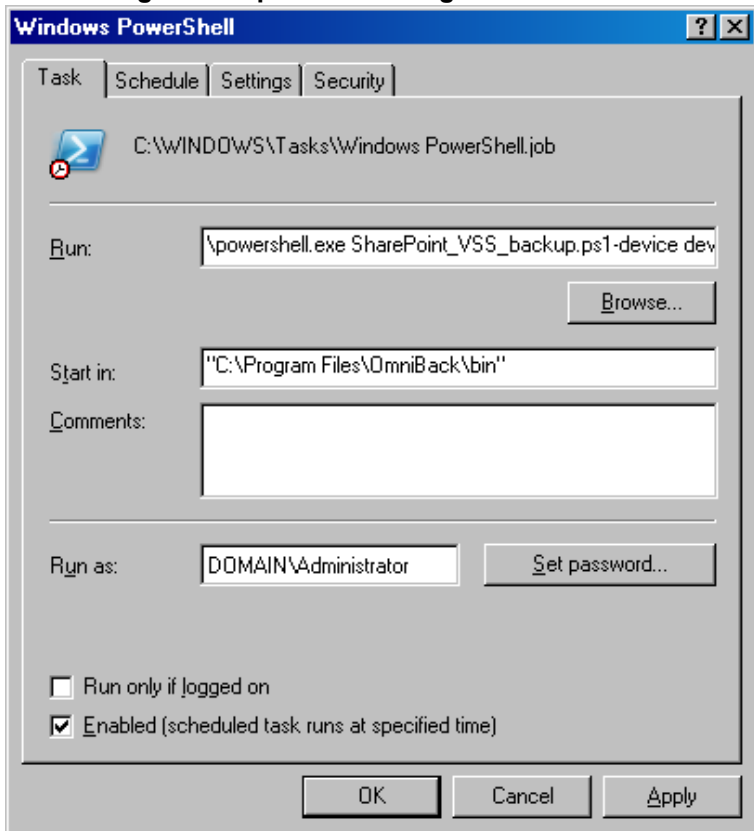 Windows PowerShell
Task Schedule Settings Security
C:\WINDOWS\Tasks\Windows PowerShell.job
Run: \powershell.exe SharePoint_VSS_backup.ps1-device dev
Browse...
Start in: "C:\Program Files\OmniBack\bin"
Comments:
Run as: DOMAIN\Administrator Set password...
Run only if logged on
Enabled (scheduled task runs at specified time)
OK Cancel Apply